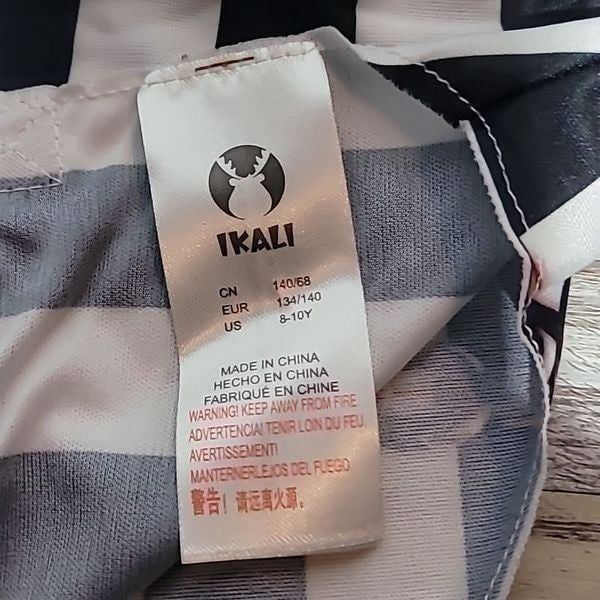 IKALI
CN 140/68
EUR 134/140
US 8-10Y
MADE IN CHINA
HECHO EN CHINA
FABRIQUÉ EN CHINE
WARNING! KEEP AWAY FROM FIRE
ADVERTENCIA! TENIR LOIN DU FEU
AVERTISSEMENT!
MANTERNERLEJOS DEL FUEGO
警告！请远离火源。